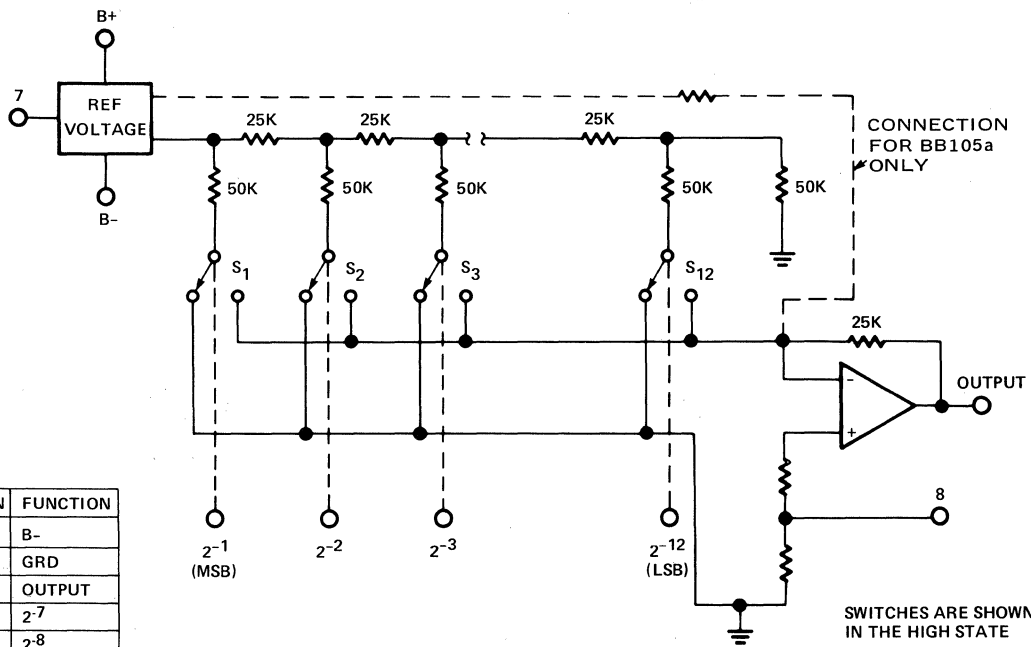 B+
7
REF
VOLTAGE
B-
25K
25K
25K
CONNECTION
FOR BB105a
ONLY
50K
50K
50K
50K
50K
S1
S2
S3
S12
25K
-
+
OUTPUT
8
2-1
(MSB)
2-2
2-3
2-12
(LSB)
SWITCHES ARE SHOWN
IN THE HIGH STATE
N FUNCTION
B-
GRD
OUTPUT
2-7
2-8